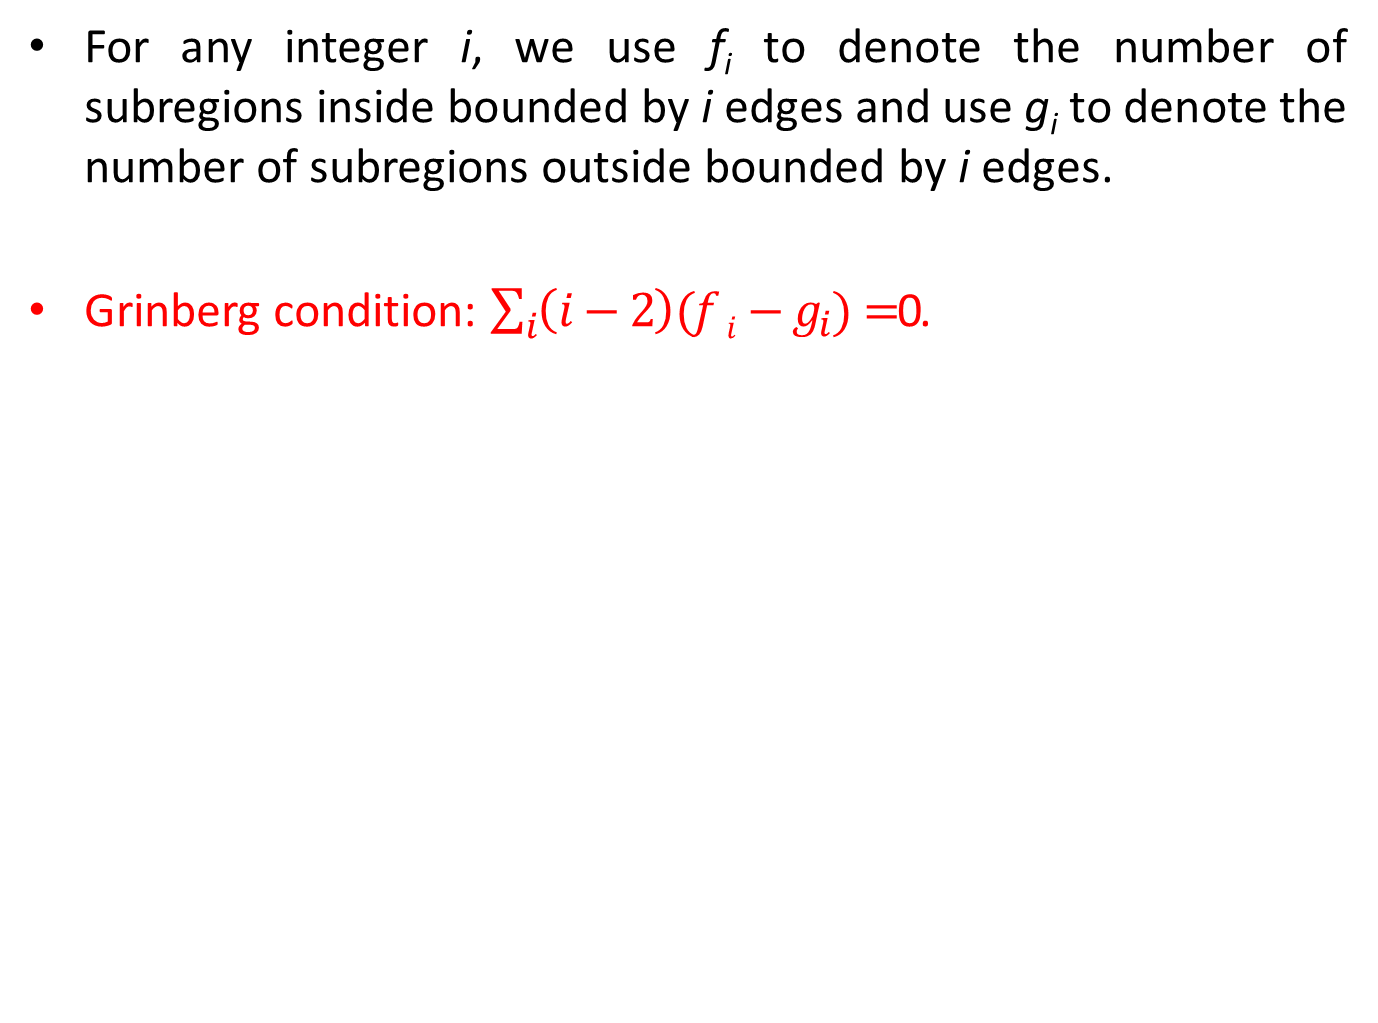 • For any integer i, we use fᵢ to denote the number of
subregions inside bounded by i edges and use gᵢ to denote the
number of subregions outside bounded by i edges.
• Grinberg condition: ∑ᵢ(i − 2)(f ᵢ − gᵢ) =0.